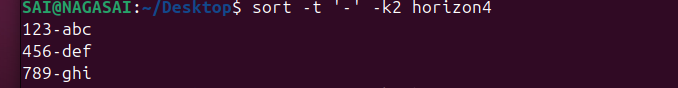 SAI@NAGASAI:~/Desktop$ sort -t '-' -k2 horizon4
123-abc
456-def
789-ghi